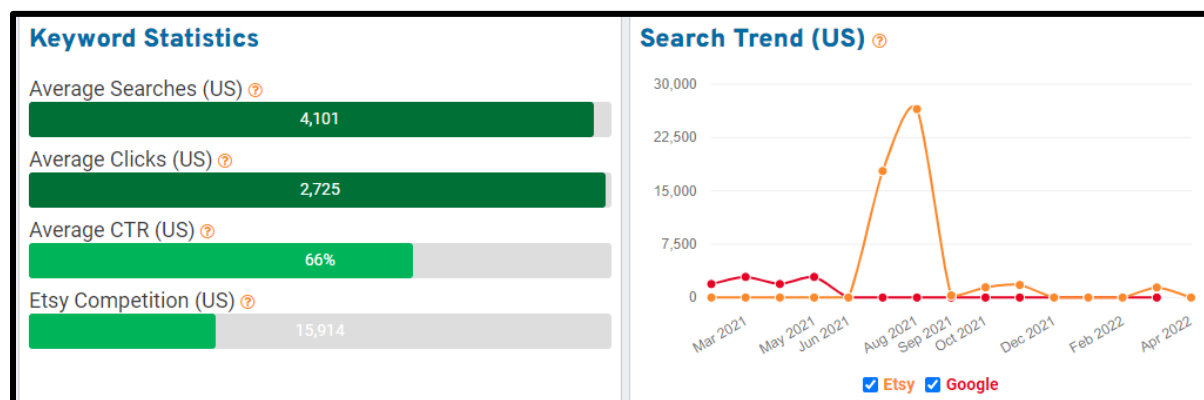 Keyword Statistics
Average Searches (US) ?
4,101
Average Clicks (US) ?
2,725
Average CTR (US) ?
66%
Etsy Competition (US) ?
15,914
Search Trend (US) ?
30,000
22,500
15,000
7,500
0
Mar 2021
May 2021
Jun 2021
Aug 2021
Sep 2021
Oct 2021
Dec 2021
Feb 2022
Apr 2022
Etsy Google